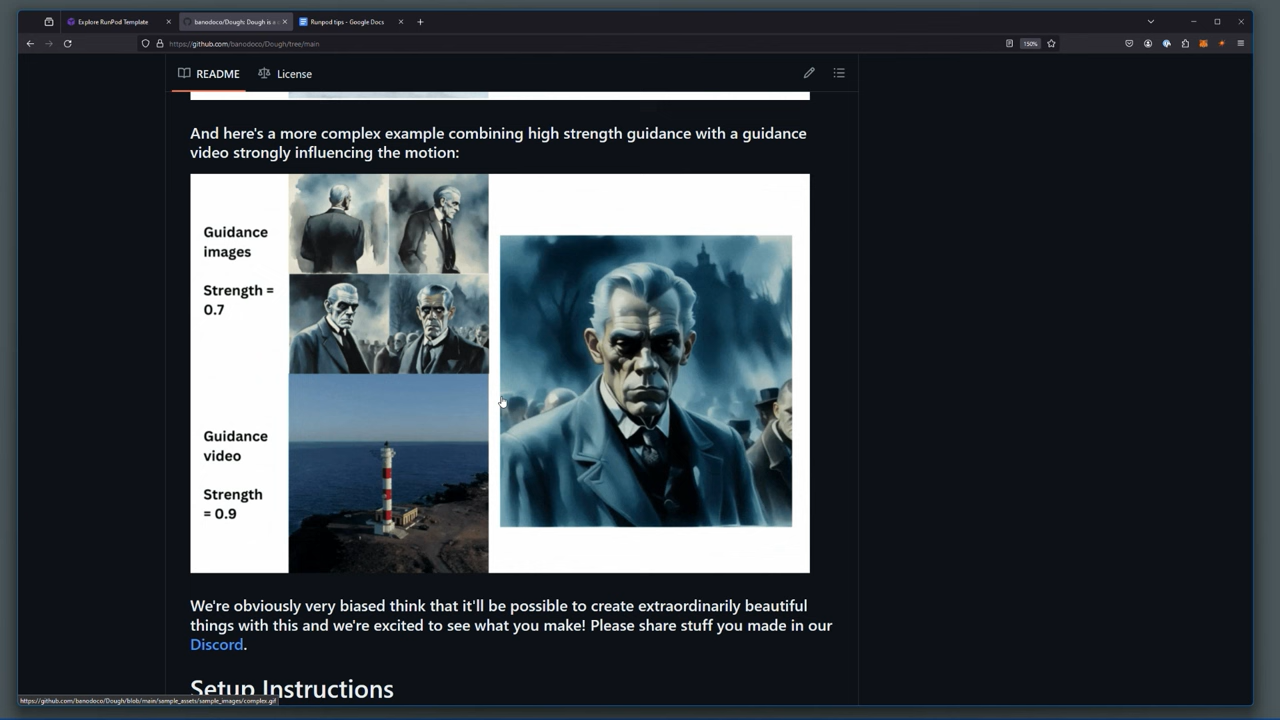 Explore RunPod Template
banodoco/Dough: Dough is a
Runpod tips - Google Docs
https://github.com/banodoco/Dough/tree/main
150%
README
License
And here's a more complex example combining high strength guidance with a guidance
video strongly influencing the motion:
Guidance
images
Strength =
0.7
Guidance
video
Strength
= 0.9
We're obviously very biased think that it'll be possible to create extraordinarily beautiful
things with this and we're excited to see what you make! Please share stuff you made in our
Discord.
Setup Instructions
https://github.com/banodoco/Dough/blob/main/sample_assets/sample_images/complex.gif